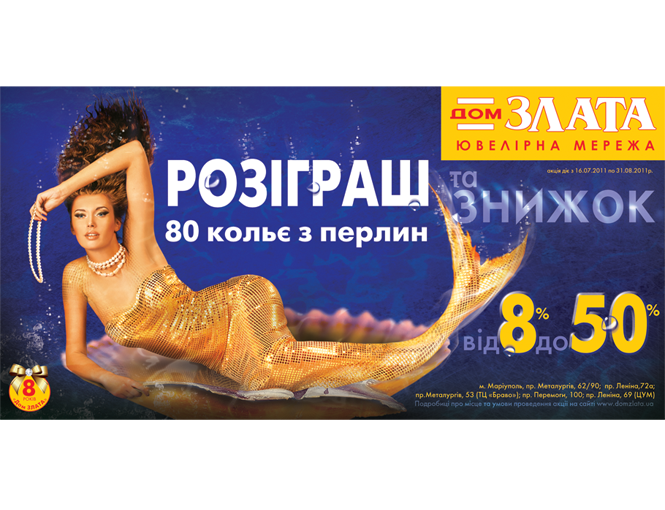 ДОМ ЗЛАТА
ЮВЕЛІРНА МЕРЕЖА
акція діє з 16.07.2011 по 31.08.2011р.
РОЗІГРАШ
та
ЗНИЖОК
80 кольє з перлин
від 8% до 50%
8
РОКІВ
«Дом ЗЛАТА»
м. Маріуполь, пр. Металургів, 62/90; пр. Леніна,72а;
пр.Металургів, 53 (ТЦ «Браво»); пр. Перемоги, 100; пр. Леніна, 69 (ЦУМ)
Подробиці про місце та умови проведення акції на сайті www.domzlata.ua